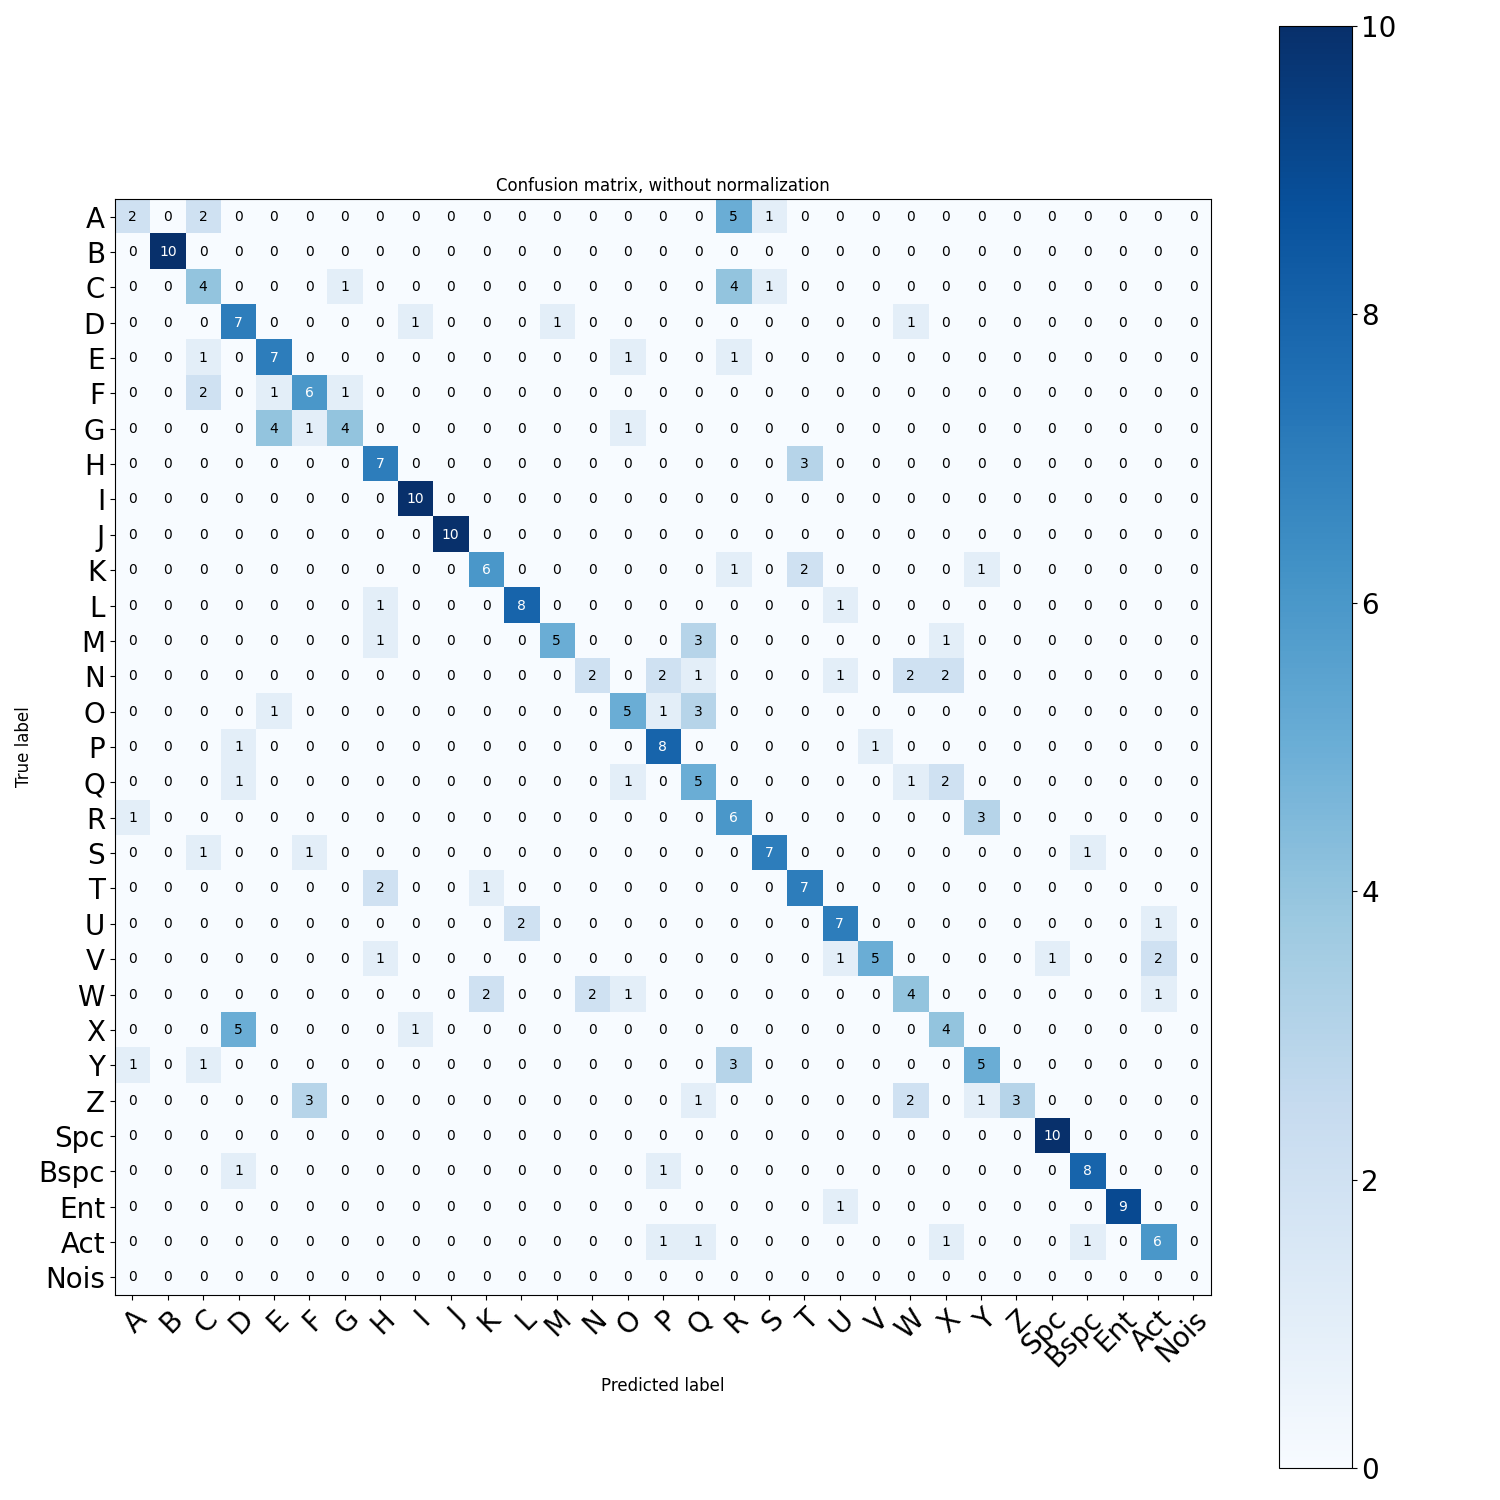 10
Confusion matrix, without normalization
A 2 0 2 0 0 0 0 0 0 0 0 0 0 0 0 0 0 5 1 0 0 0 0 0 0 0 0 0 0 0 0
B 0 10 0 0 0 0 0 0 0 0 0 0 0 0 0 0 0 0 0 0 0 0 0 0 0 0 0 0 0 0 0
C 0 0 4 0 0 0 1 0 0 0 0 0 0 0 0 0 0 4 1 0 0 0 0 0 0 0 0 0 0 0 0
8
D 0 0 0 7 0 0 0 0 1 0 0 0 1 0 0 0 0 0 0 0 0 0 1 0 0 0 0 0 0 0 0
E 0 0 1 0 7 0 0 0 0 0 0 0 0 0 1 0 0 1 0 0 0 0 0 0 0 0 0 0 0 0 0
F 0 0 2 0 1 6 1 0 0 0 0 0 0 0 0 0 0 0 0 0 0 0 0 0 0 0 0 0 0 0 0
G 0 0 0 0 4 1 4 0 0 0 0 0 0 0 1 0 0 0 0 0 0 0 0 0 0 0 0 0 0 0 0
H 0 0 0 0 0 0 0 7 0 0 0 0 0 0 0 0 0 0 0 3 0 0 0 0 0 0 0 0 0 0 0
I 0 0 0 0 0 0 0 0 10 0 0 0 0 0 0 0 0 0 0 0 0 0 0 0 0 0 0 0 0 0 0
J 0 0 0 0 0 0 0 0 0 10 0 0 0 0 0 0 0 0 0 0 0 0 0 0 0 0 0 0 0 0 0
K 0 0 0 0 0 0 0 0 0 0 6 0 0 0 0 0 0 1 0 2 0 0 0 0 1 0 0 0 0 0 0
L 0 0 0 0 0 0 0 1 0 0 0 8 0 0 0 0 0 0 0 0 1 0 0 0 0 0 0 0 0 0 0
6
M 0 0 0 0 0 0 0 1 0 0 0 0 5 0 0 0 3 0 0 0 0 0 0 1 0 0 0 0 0 0 0
N 0 0 0 0 0 0 0 0 0 0 0 0 0 2 0 2 1 0 0 0 1 0 2 2 0 0 0 0 0 0 0
O 0 0 0 0 1 0 0 0 0 0 0 0 0 0 5 1 3 0 0 0 0 0 0 0 0 0 0 0 0 0 0
True label
P 0 0 0 1 0 0 0 0 0 0 0 0 0 0 0 8 0 0 0 0 0 1 0 0 0 0 0 0 0 0 0
Q 0 0 0 1 0 0 0 0 0 0 0 0 0 0 1 0 5 0 0 0 0 0 1 2 0 0 0 0 0 0 0
R 1 0 0 0 0 0 0 0 0 0 0 0 0 0 0 0 0 6 0 0 0 0 0 0 3 0 0 0 0 0 0
S 0 0 1 0 0 1 0 0 0 0 0 0 0 0 0 0 0 0 7 0 0 0 0 0 0 0 0 1 0 0 0
T 0 0 0 0 0 0 0 2 0 0 1 0 0 0 0 0 0 0 0 7 0 0 0 0 0 0 0 0 0 0 0
4
U 0 0 0 0 0 0 0 0 0 0 0 2 0 0 0 0 0 0 0 0 7 0 0 0 0 0 0 0 0 1 0
V 0 0 0 0 0 0 0 1 0 0 0 0 0 0 0 0 0 0 0 0 1 5 0 0 0 0 1 0 0 2 0
W 0 0 0 0 0 0 0 0 0 0 2 0 0 2 1 0 0 0 0 0 0 0 4 0 0 0 0 0 0 1 0
X 0 0 0 5 0 0 0 0 1 0 0 0 0 0 0 0 0 0 0 0 0 0 0 4 0 0 0 0 0 0 0
Y 1 0 1 0 0 0 0 0 0 0 0 0 0 0 0 0 0 3 0 0 0 0 0 0 5 0 0 0 0 0 0
Z 0 0 0 0 0 3 0 0 0 0 0 0 0 0 0 0 1 0 0 0 0 0 2 0 1 3 0 0 0 0 0
Spc 0 0 0 0 0 0 0 0 0 0 0 0 0 0 0 0 0 0 0 0 0 0 0 0 0 0 10 0 0 0 0
Bspc 0 0 0 1 0 0 0 0 0 0 0 0 0 0 0 1 0 0 0 0 0 0 0 0 0 0 0 8 0 0 0
2
Ent 0 0 0 0 0 0 0 0 0 0 0 0 0 0 0 0 0 0 0 0 1 0 0 0 0 0 0 0 9 0 0
Act 0 0 0 0 0 0 0 0 0 0 0 0 0 0 0 1 1 0 0 0 0 0 0 1 0 0 0 1 0 6 0
Nois 0 0 0 0 0 0 0 0 0 0 0 0 0 0 0 0 0 0 0 0 0 0 0 0 0 0 0 0 0 0 0
A B C D E F G H I J K L M N O P Q R S T U V W X Y Z Spc Bspc Ent Act Nois
Predicted label
0